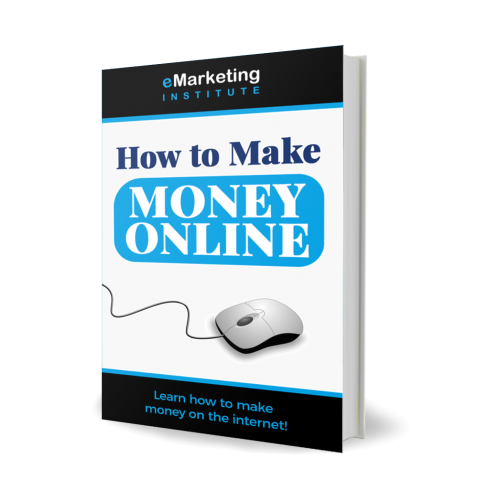 eMarketing
INSTITUTE
How to Make
MONEY
ONLINE
Learn how to make
money on the internet!